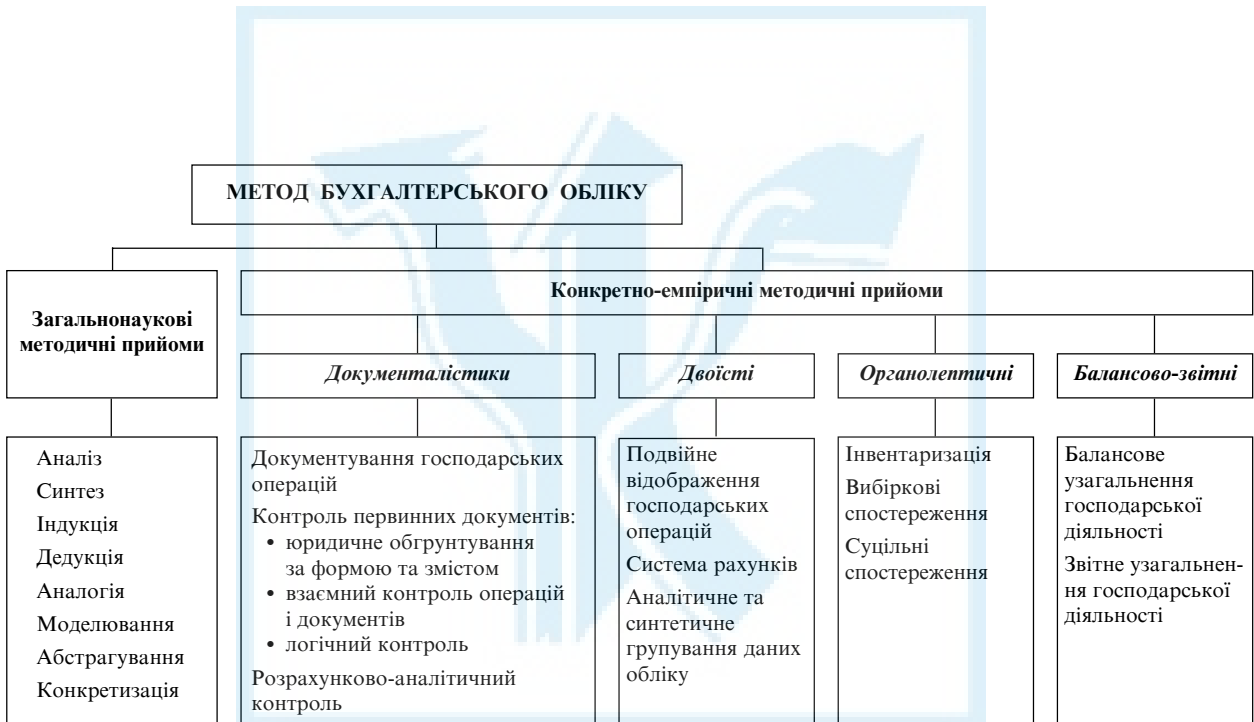 МЕТОД БУХГАЛТЕРСЬКОГО ОБЛІКУ
Загальнонаукові
методичні прийоми
Конкретно-емпіричні методичні прийоми
Документалістики
Двоїсті
Органолептичні
Балансово-звітні
Аналіз
Синтез
Індукція
Дедукція
Аналогія
Моделювання
Абстрагування
Конкретизація
Документування господарських
операцій
Контроль первинних документів:
• юридичне обгрунтування
за формою та змістом
• взаємний контроль операцій
і документів
• логічний контроль
Розрахунково-аналітичний
контроль
Подвійне
відображення
господарських
операцій
Система рахунків
Аналітичне та
синтетичне
групування даних
обліку
Інвентаризація
Вибіркові
спостереження
Суцільні
спостереження
Балансове
узагальнення
господарської
діяльності
Звітне узагальнен-
ня господарської
діяльності